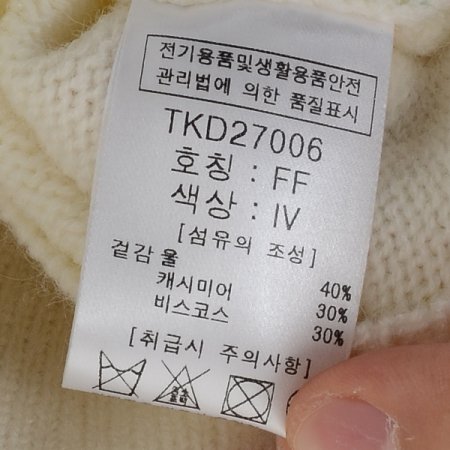 전기용품및생활용품안전
관리법에 의한 품질표시
TKD27006
호칭 : FF
색상 : IV
[섬유의 조성]
겉감 울 40%
캐시미어 30%
비스코스 30%
[취급시 주의사항]